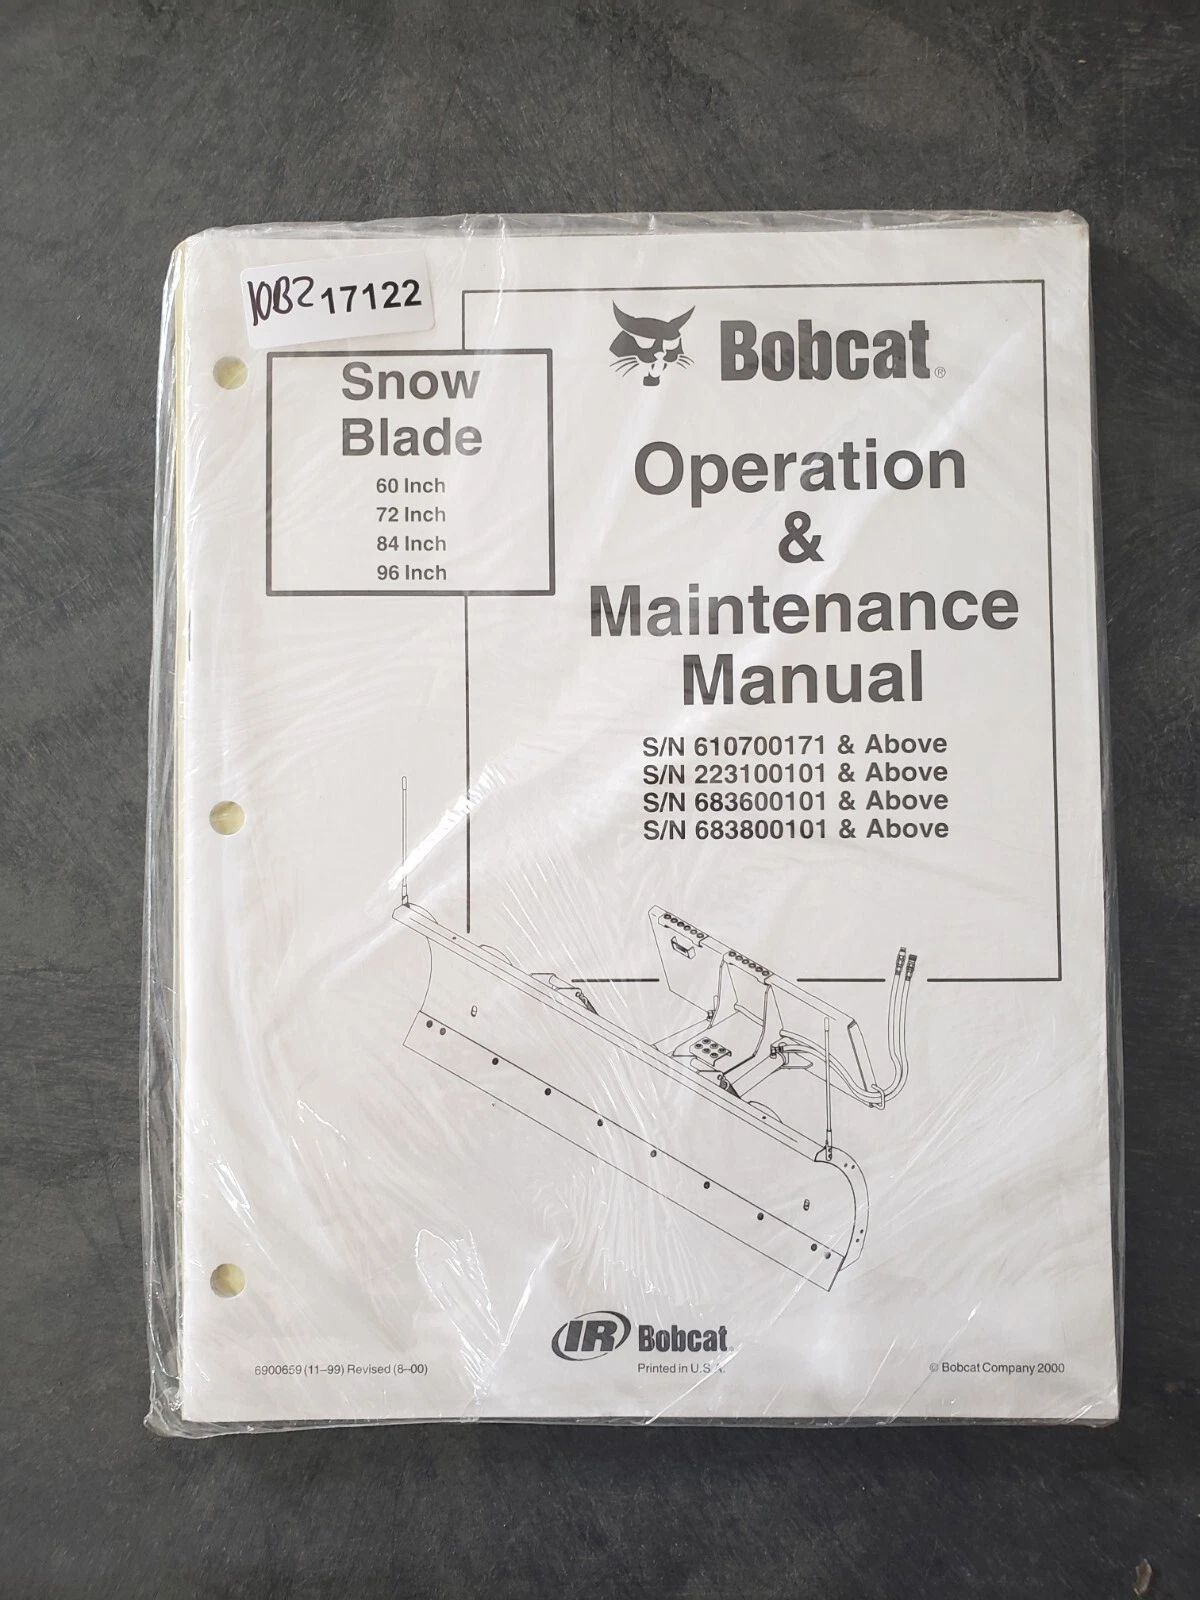 10BZ 17122
Snow
Blade
60 Inch
72 Inch
84 Inch
96 Inch
Bobcat®
Operation
&
Maintenance
Manual
S/N 610700171 & Above
S/N 223100101 & Above
S/N 683600101 & Above
S/N 683800101 & Above
IR Bobcat®
6900659 (11–99) Revised (8–00)
Printed in U.S.A.
© Bobcat Company 2000